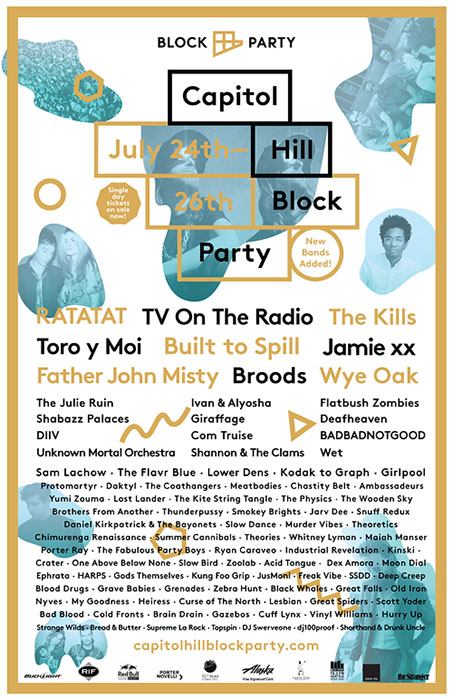 BLOCK PARTY
Capitol
July 24th— Hill
26th Block
Party
Single
day
tickets
on sale
now!
New
Bands
Added!
RATATAT TV On The Radio The Kills
Toro y Moi Built to Spill Jamie xx
Father John Misty Broods Wye Oak
The Julie Ruin Ivan & Alyosha Flatbush Zombies
Shabazz Palaces Giraffage Deafheaven
DIIV Com Truise BADBADNOTGOOD
Unknown Mortal Orchestra Shannon & The Clams Wet
Sam Lachow · The Flavr Blue · Lower Dens · Kodak to Graph · Girlpool
Protomartyr · Daktyl · The Coathangers · Meatbodies · Chastity Belt · Ambassadeurs
Yumi Zouma · Lost Lander · The Kite String Tangle · The Physics · The Wooden Sky
Brothers From Another · Thunderpussy · Smokey Brights · Jarv Dee · Snuff Redux
Daniel Kirkpatrick & The Bayonets · Slow Dance · Murder Vibes · Theoretics
Chimurenga Renaissance · Summer Cannibals · Theories · Whitney Lyman · Maiah Manser
Porter Ray · The Fabulous Party Boys · Ryan Caraveo · Industrial Revelation · Kinski ·
Crater · One Above Below None · Slow Bird · Zoolab · Acid Tongue · Dex Amora · Moon Dial
Ephrata · HARPS · Gods Themselves · Kung Foo Grip · JusMoni · Freak Vibe · SSDD · Deep Creep
Blood Drugs · Grave Babies · Grenades · Zebra Hunt · Black Whales · Great Falls · Old Iron
Nyves · My Goodness · Heiress · Curse of The North · Lesbian · Great Spiders · Scott Yoder
Bad Blood · Cold Fronts · Brain Drain · Gazebos · Cuff Lynx · Vinyl Williams · Hurry Up
Strange Wilds · Bread & Butter · Supreme La Rock · Topspin · DJ Swerveone · dj100proof · Shorthand & Drunk Uncle
capitolhillblockparty.com
BUD LIGHT RIF Red Bull PORTER NOVELLI Alaska the Stranger